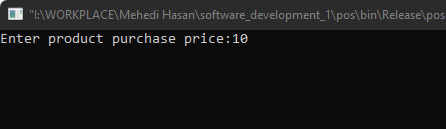 "I:\WORKPLACE\Mehedi Hasan\software_development_1\pos\bin\Release\pos
Enter product purchase price:10